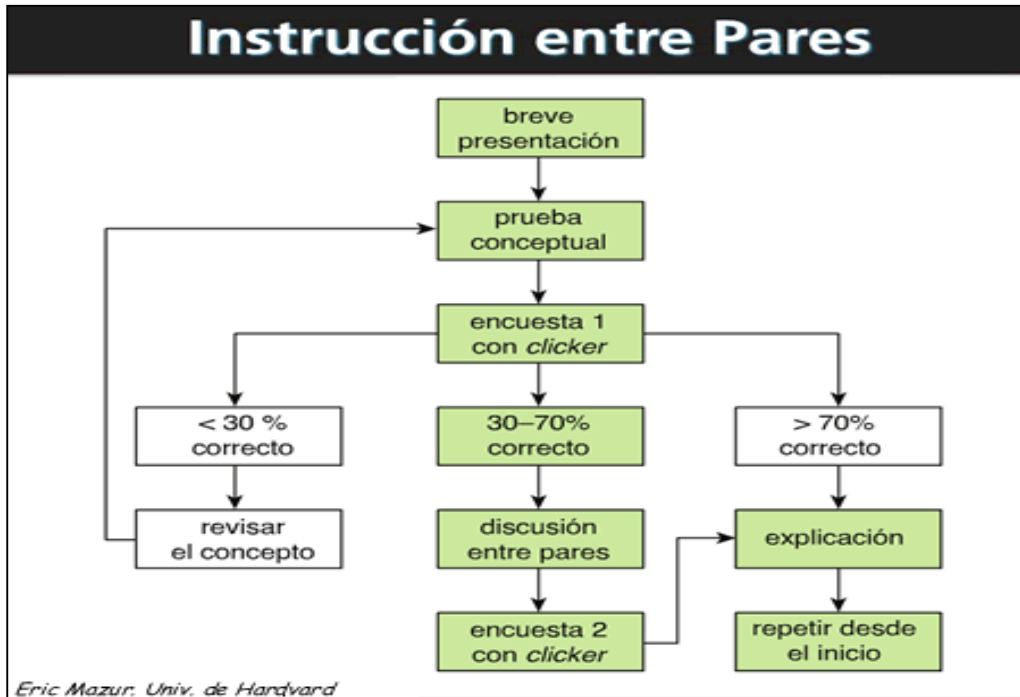 Instrucción entre Pares
breve
presentación
prueba
conceptual
encuesta 1
con clicker
< 30 %
correcto
30–70%
correcto
> 70%
correcto
revisar
el concepto
discusión
entre pares
explicación
encuesta 2
con clicker
repetir desde
el inicio
Eric Mazur. Univ. de Hardvard